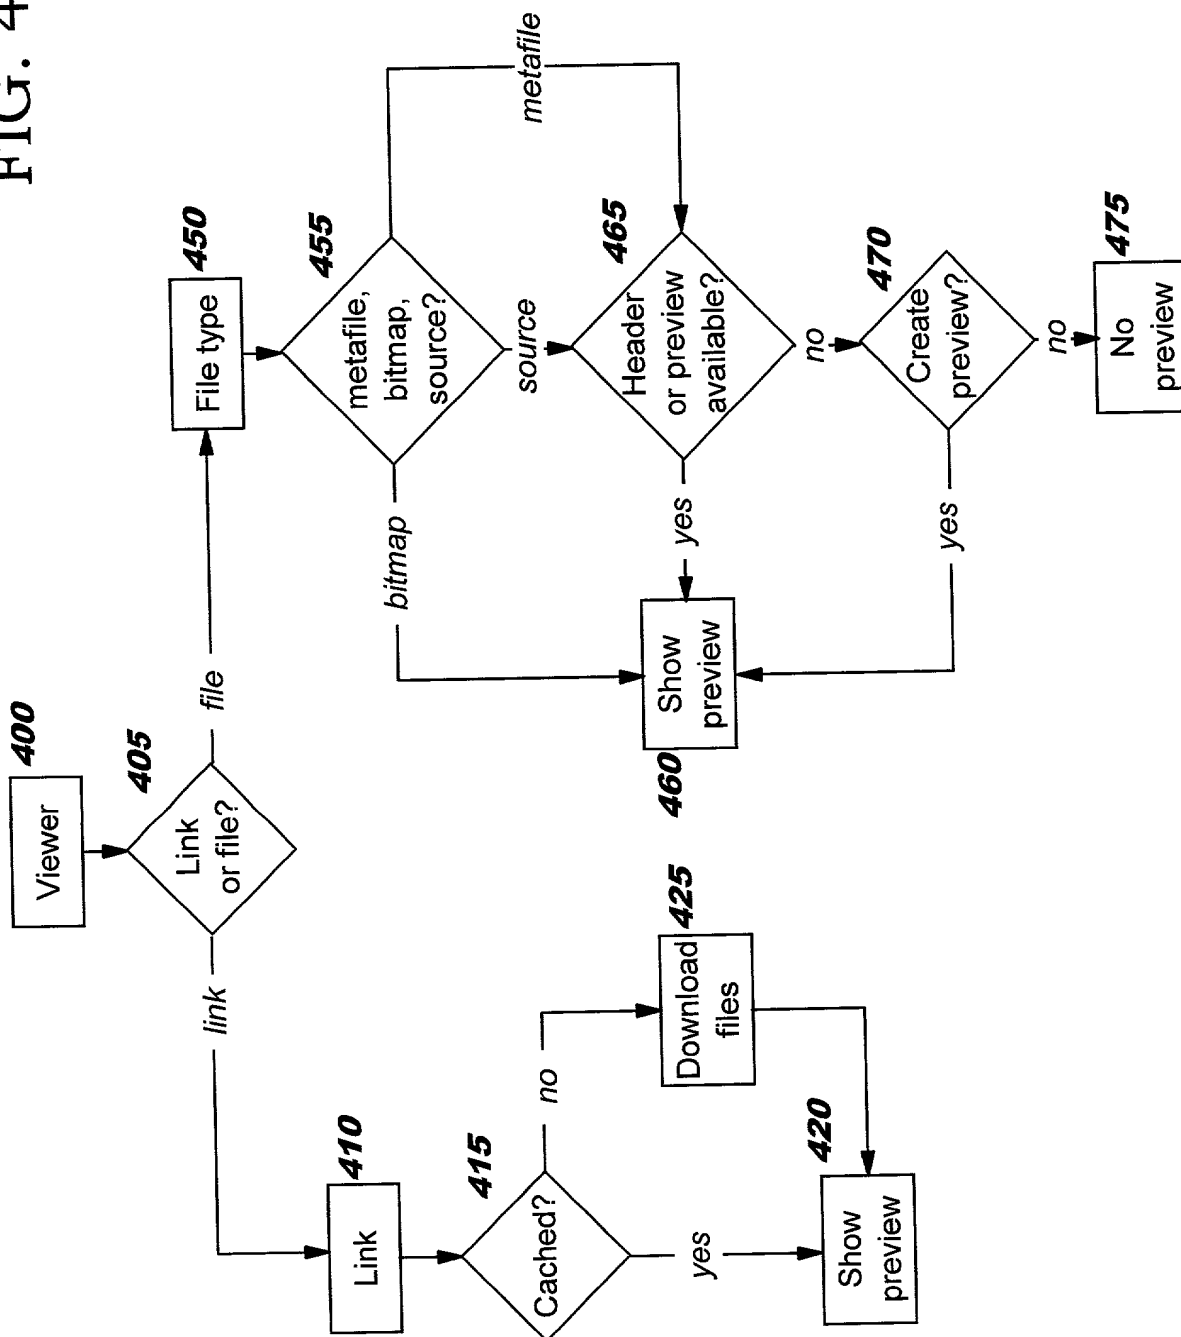 FIG. 4
400
Viewer
405
Link
or file?
link
file
410
Link
415
Cached?
no
yes
425
Download
files
420
Show
preview
450
File type
455
metafile,
bitmap,
source?
bitmap
source
metafile
465
Header
or preview
available?
yes
no
460
Show
preview
470
Create
preview?
yes
no
475
No
preview